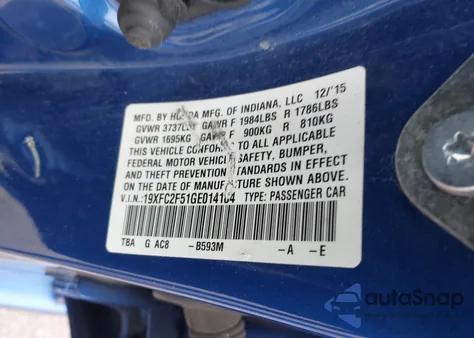 MFD. BY HONDA MFG. OF INDIANA, LLC 12/'15
GVWR 3737LBS GAWR F 1984LBS R 1786LBS
GVWR 1695KG GAWR F 900KG R 810KG
THIS VEHICLE CONFORMS TO ALL APPLICABLE
FEDERAL MOTOR VEHICLE SAFETY, BUMPER,
AND THEFT PREVENTION STANDARDS IN EFFECT
ON THE DATE OF MANUFACTURE SHOWN ABOVE.
V.I.N.:19XFC2F51GE014104 TYPE: PASSENGER CAR
TBA G AC8 -B593M -A -E
autoSnap